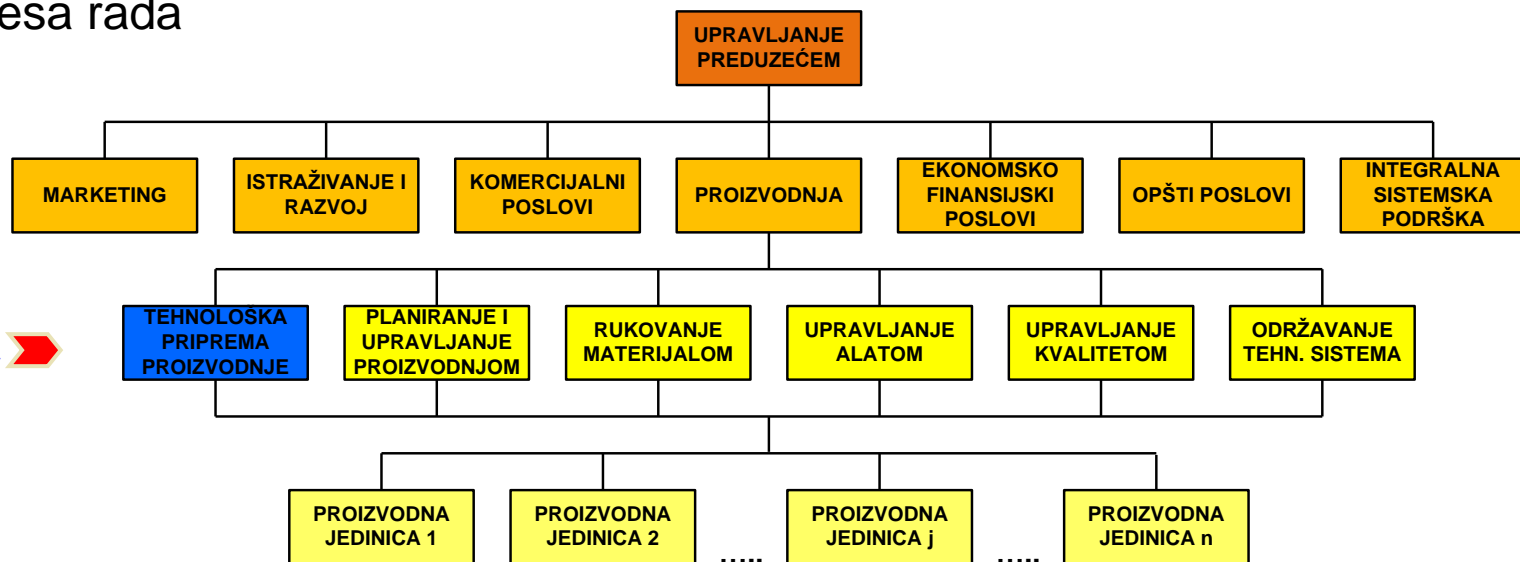 esa rada
UPRAVLJANJE
PREDUZEĆEM
MARKETING
ISTRAŽIVANJE I
RAZVOJ
KOMERCIJALNI
POSLOVI
PROIZVODNJA
EKONOMSKO
FINANSIJSKI
POSLOVI
OPŠTI POSLOVI
INTEGRALNA
SISTEMSKA
PODRŠKA
TEHNOLOŠKA
PRIPREMA
PROIZVODNJE
PLANIRANJE I
UPRAVLJANJE
PROIZVODNJOM
RUKOVANJE
MATERIJALOM
UPRAVLJANJE
ALATOM
UPRAVLJANJE
KVALITETOM
ODRŽAVANJE
TEHN. SISTEMA
PROIZVODNA
JEDINICA 1
PROIZVODNA
JEDINICA 2
.....
PROIZVODNA
JEDINICA j
.....
PROIZVODNA
JEDINICA n